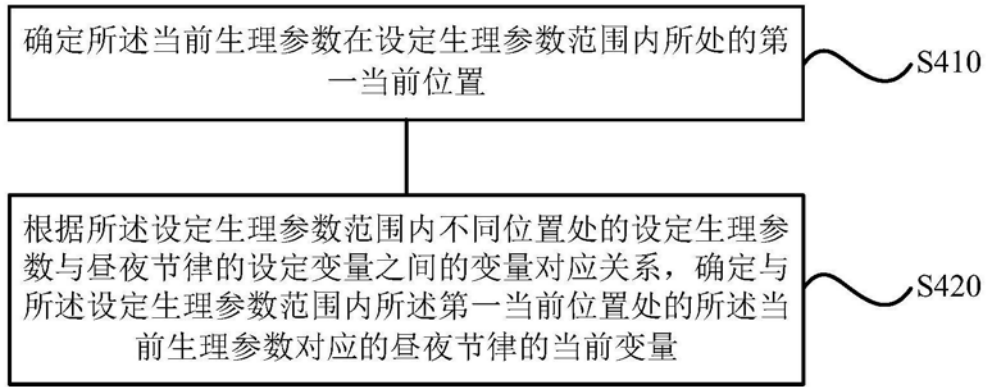 确定所述当前生理参数在设定生理参数范围内所处的第
一当前位置
S410
根据所述设定生理参数范围内不同位置处的设定生理参
数与昼夜节律的设定变量之间的变量对应关系，确定与
所述设定生理参数范围内所述第一当前位置处的所述当
前生理参数对应的昼夜节律的当前变量
S420